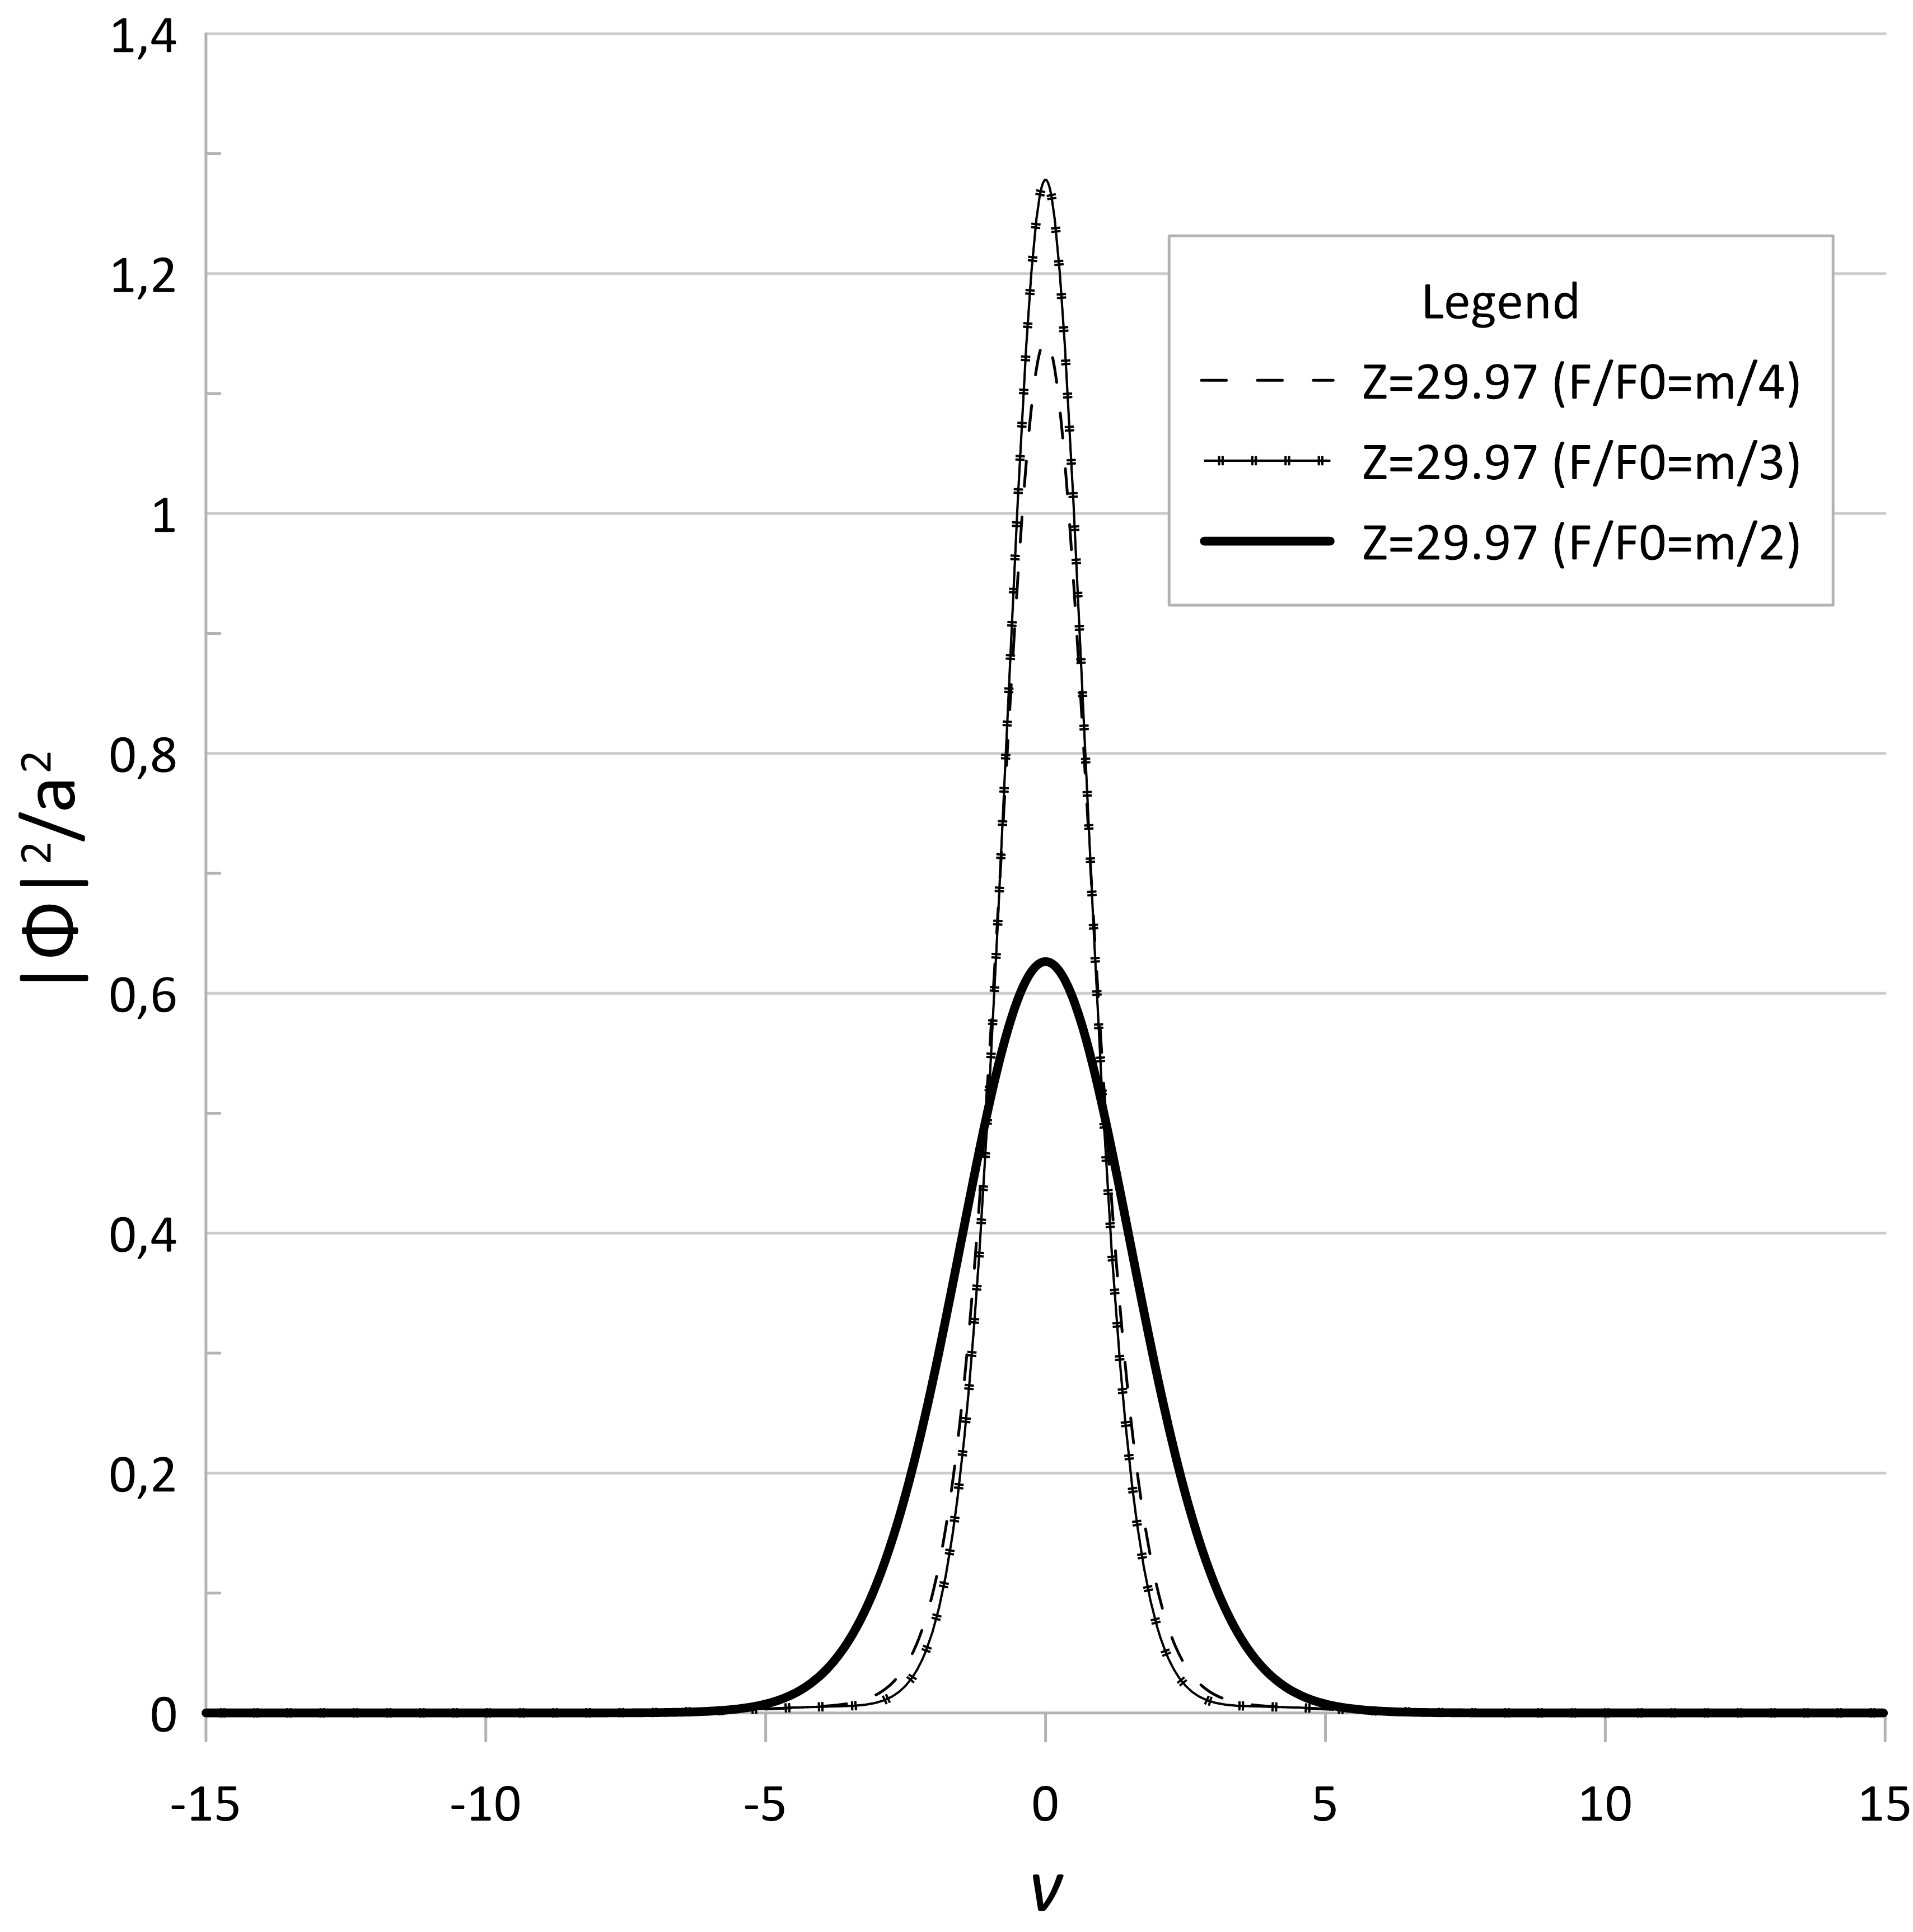 1,4
1,2
1
0,8
0,6
0,4
0,2
0
-15
-10
-5
0
5
10
15
|Φ|²/a²
ν
Legend
Z=29.97 (F/F0=m/4)
Z=29.97 (F/F0=m/3)
Z=29.97 (F/F0=m/2)